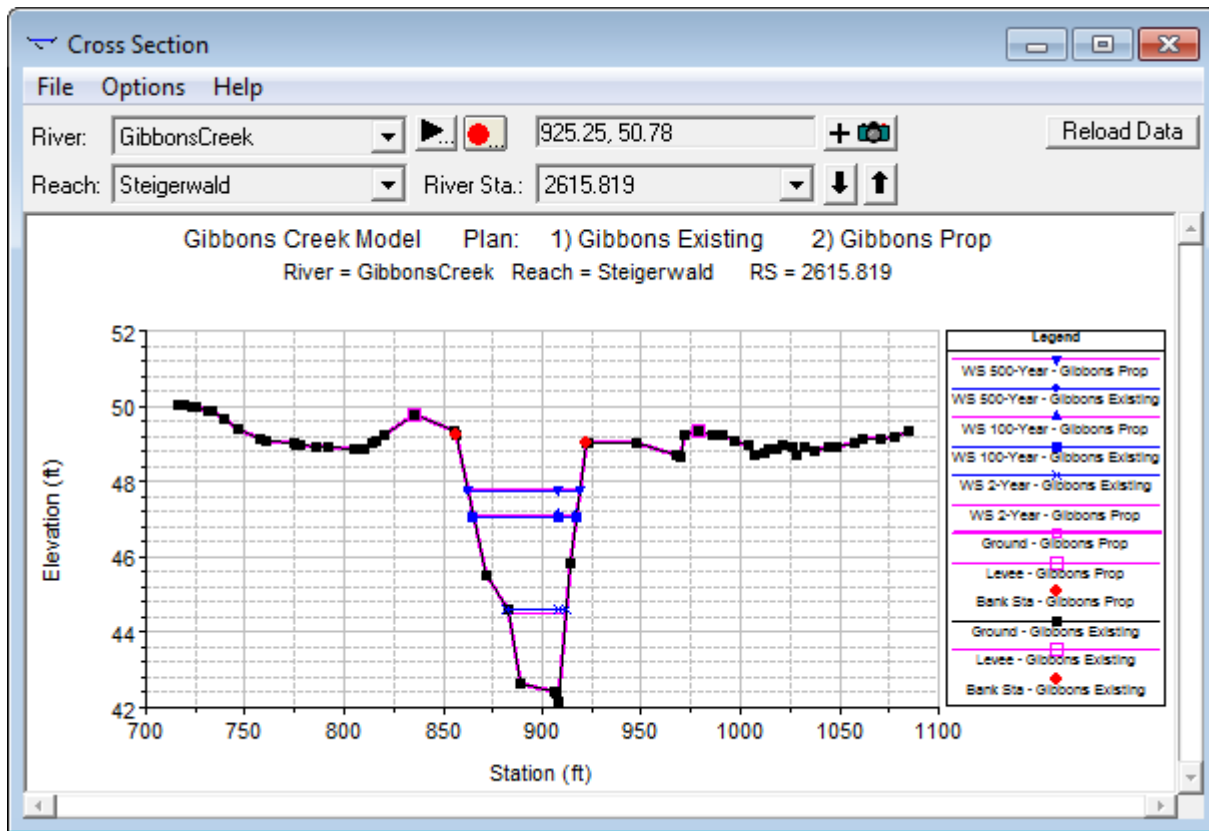 Cross Section
File Options Help
River: GibbonsCreek ... ... 925.25, 50.78 Reload Data
Reach: Steigerwald River Sta.: 2615.819
Gibbons Creek Model Plan: 1) Gibbons Existing 2) Gibbons Prop
River = GibbonsCreek Reach = Steigerwald RS = 2615.819
52
50
48
46
44
42
Elevation (ft)
700 750 800 850 900 950 1000 1050 1100
Station (ft)
Legend
WS 500-Year - Gibbons Prop
WS 500-Year - Gibbons Existing
WS 100-Year - Gibbons Prop
WS 100-Year - Gibbons Existing
WS 2-Year - Gibbons Existing
WS 2-Year - Gibbons Prop
Ground - Gibbons Prop
Levee - Gibbons Prop
Bank Sta - Gibbons Prop
Ground - Gibbons Existing
Levee - Gibbons Existing
Bank Sta - Gibbons Existing